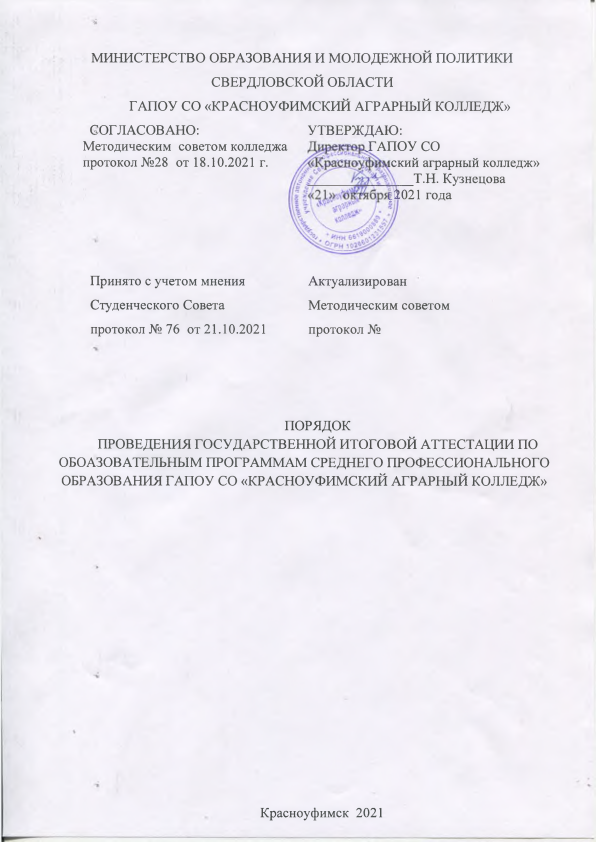 МИНИСТЕРСТВО ОБРАЗОВАНИЯ И МОЛОДЕЖНОЙ ПОЛИТИКИ
СВЕРДЛОВСКОЙ ОБЛАСТИ
ГАПОУ СО «КРАСНОУФИМСКИЙ АГРАРНЫЙ КОЛЛЕДЖ»
СОГЛАСОВАНО:
Методическим советом колледжа
протокол №28 от 18.10.2021 г.
УТВЕРЖДАЮ:
Директор ГАПОУ СО
«Красноуфимский аграрный колледж»
Т.Н. Кузнецова
«21» октября 2021 года
«Красноуфимский
аграрный
колледж»
Принято с учетом мнения
Студенческого Совета
протокол № 76 от 21.10.2021
Актуализирован
Методическим советом
протокол №
ПОРЯДОК
ПРОВЕДЕНИЯ ГОСУДАРСТВЕННОЙ ИТОГОВОЙ АТТЕСТАЦИИ ПО
ОБОАЗОВАТЕЛЬНЫМ ПРОГРАММАМ СРЕДНЕГО ПРОФЕССИОНАЛЬНОГО
ОБРАЗОВАНИЯ ГАПОУ СО «КРАСНОУФИМСКИЙ АГРАРНЫЙ КОЛЛЕДЖ»
Красноуфимск 2021